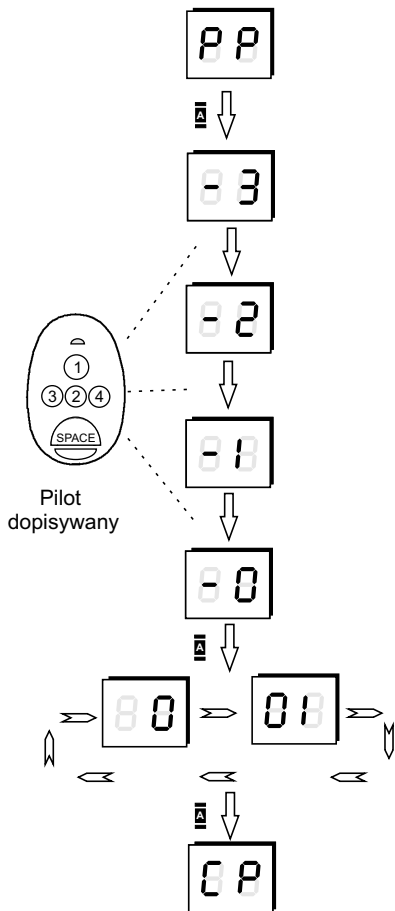 PP
A
-3
-2
1
3 2 4
SPACE
-1
Pilot
dopisywany
-0
A
0 01
A
CP